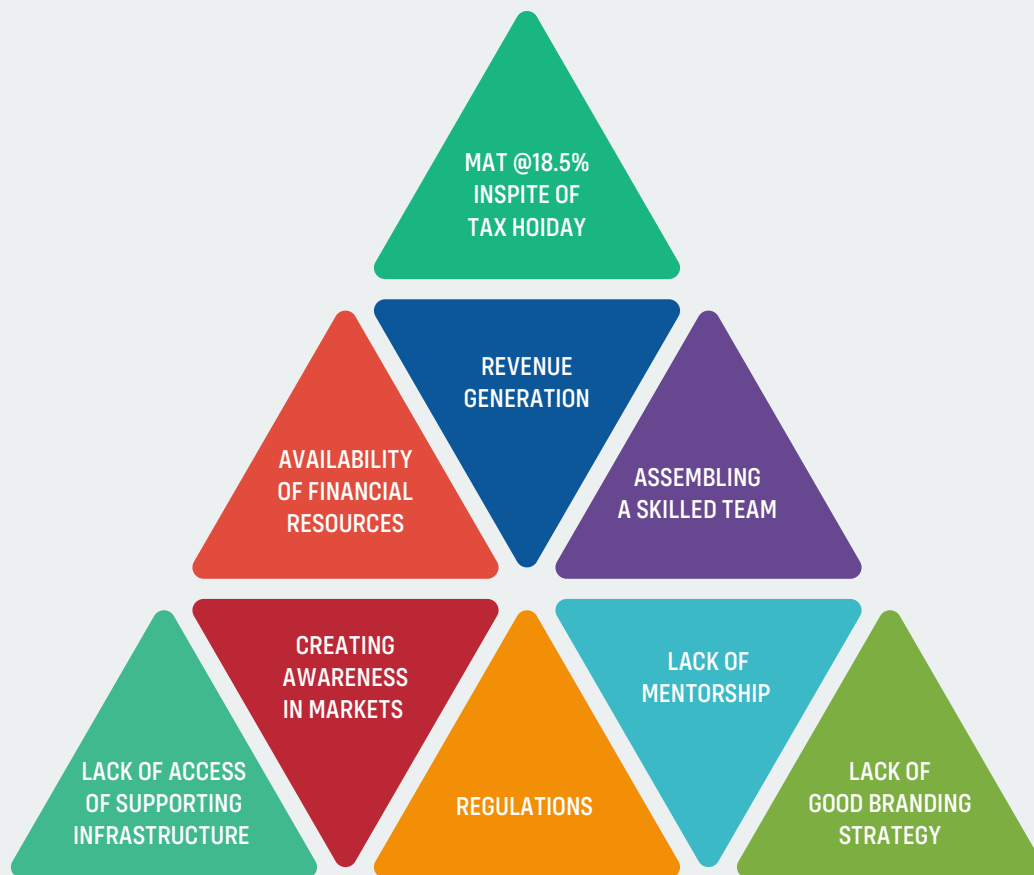 MAT @18.5%
INSPITE OF
TAX HOIDAY
REVENUE
GENERATION
AVAILABILITY
OF FINANCIAL
RESOURCES
ASSEMBLING
A SKILLED TEAM
CREATING
AWARENESS
IN MARKETS
LACK OF
MENTORSHIP
LACK OF ACCESS
OF SUPPORTING
INFRASTRUCTURE
REGULATIONS
LACK OF
GOOD BRANDING
STRATEGY